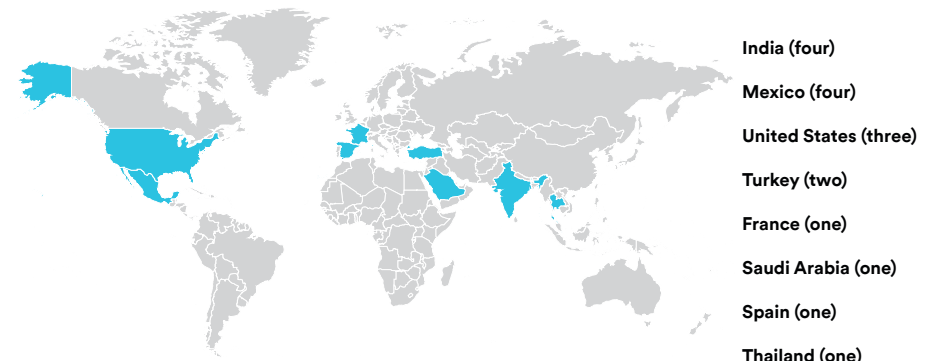 India (four)
Mexico (four)
United States (three)
Turkey (two)
France (one)
Saudi Arabia (one)
Spain (one)
Thailand (one)